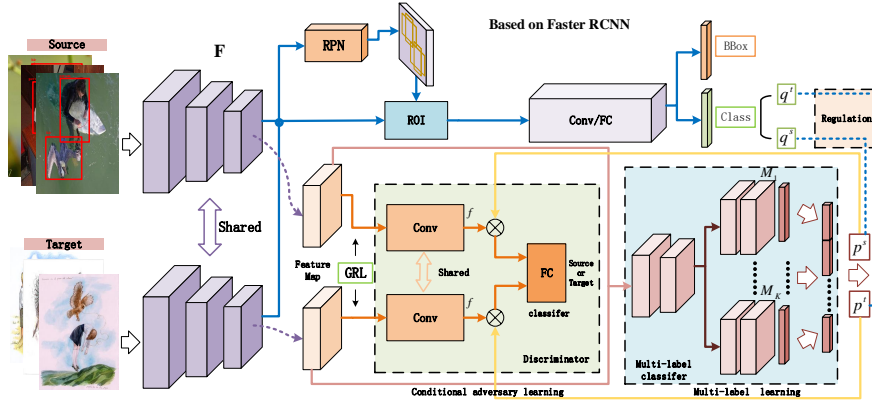 Source
F
RPN
Based on Faster RCNN
BBox
ROI
Conv/FC
Class
q^t
q^s
Regulation
Shared
Target
Feature
Map
GRL
Conv
f
Shared
Conv
f
FC
classifer
Source
or
Target
Discriminator
Conditional adversary learning
M_1
M_K
Multi-label
classifer
Multi-label learning
p^s
p^t